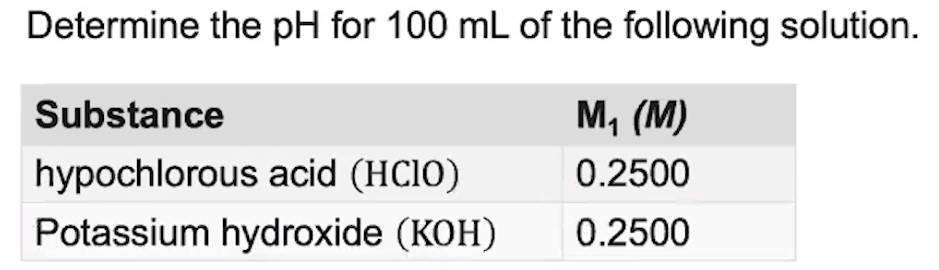 Determine the pH for 100 mL of the following solution.
Substance M₁ (M)
hypochlorous acid (HClO) 0.2500
Potassium hydroxide (KOH) 0.2500